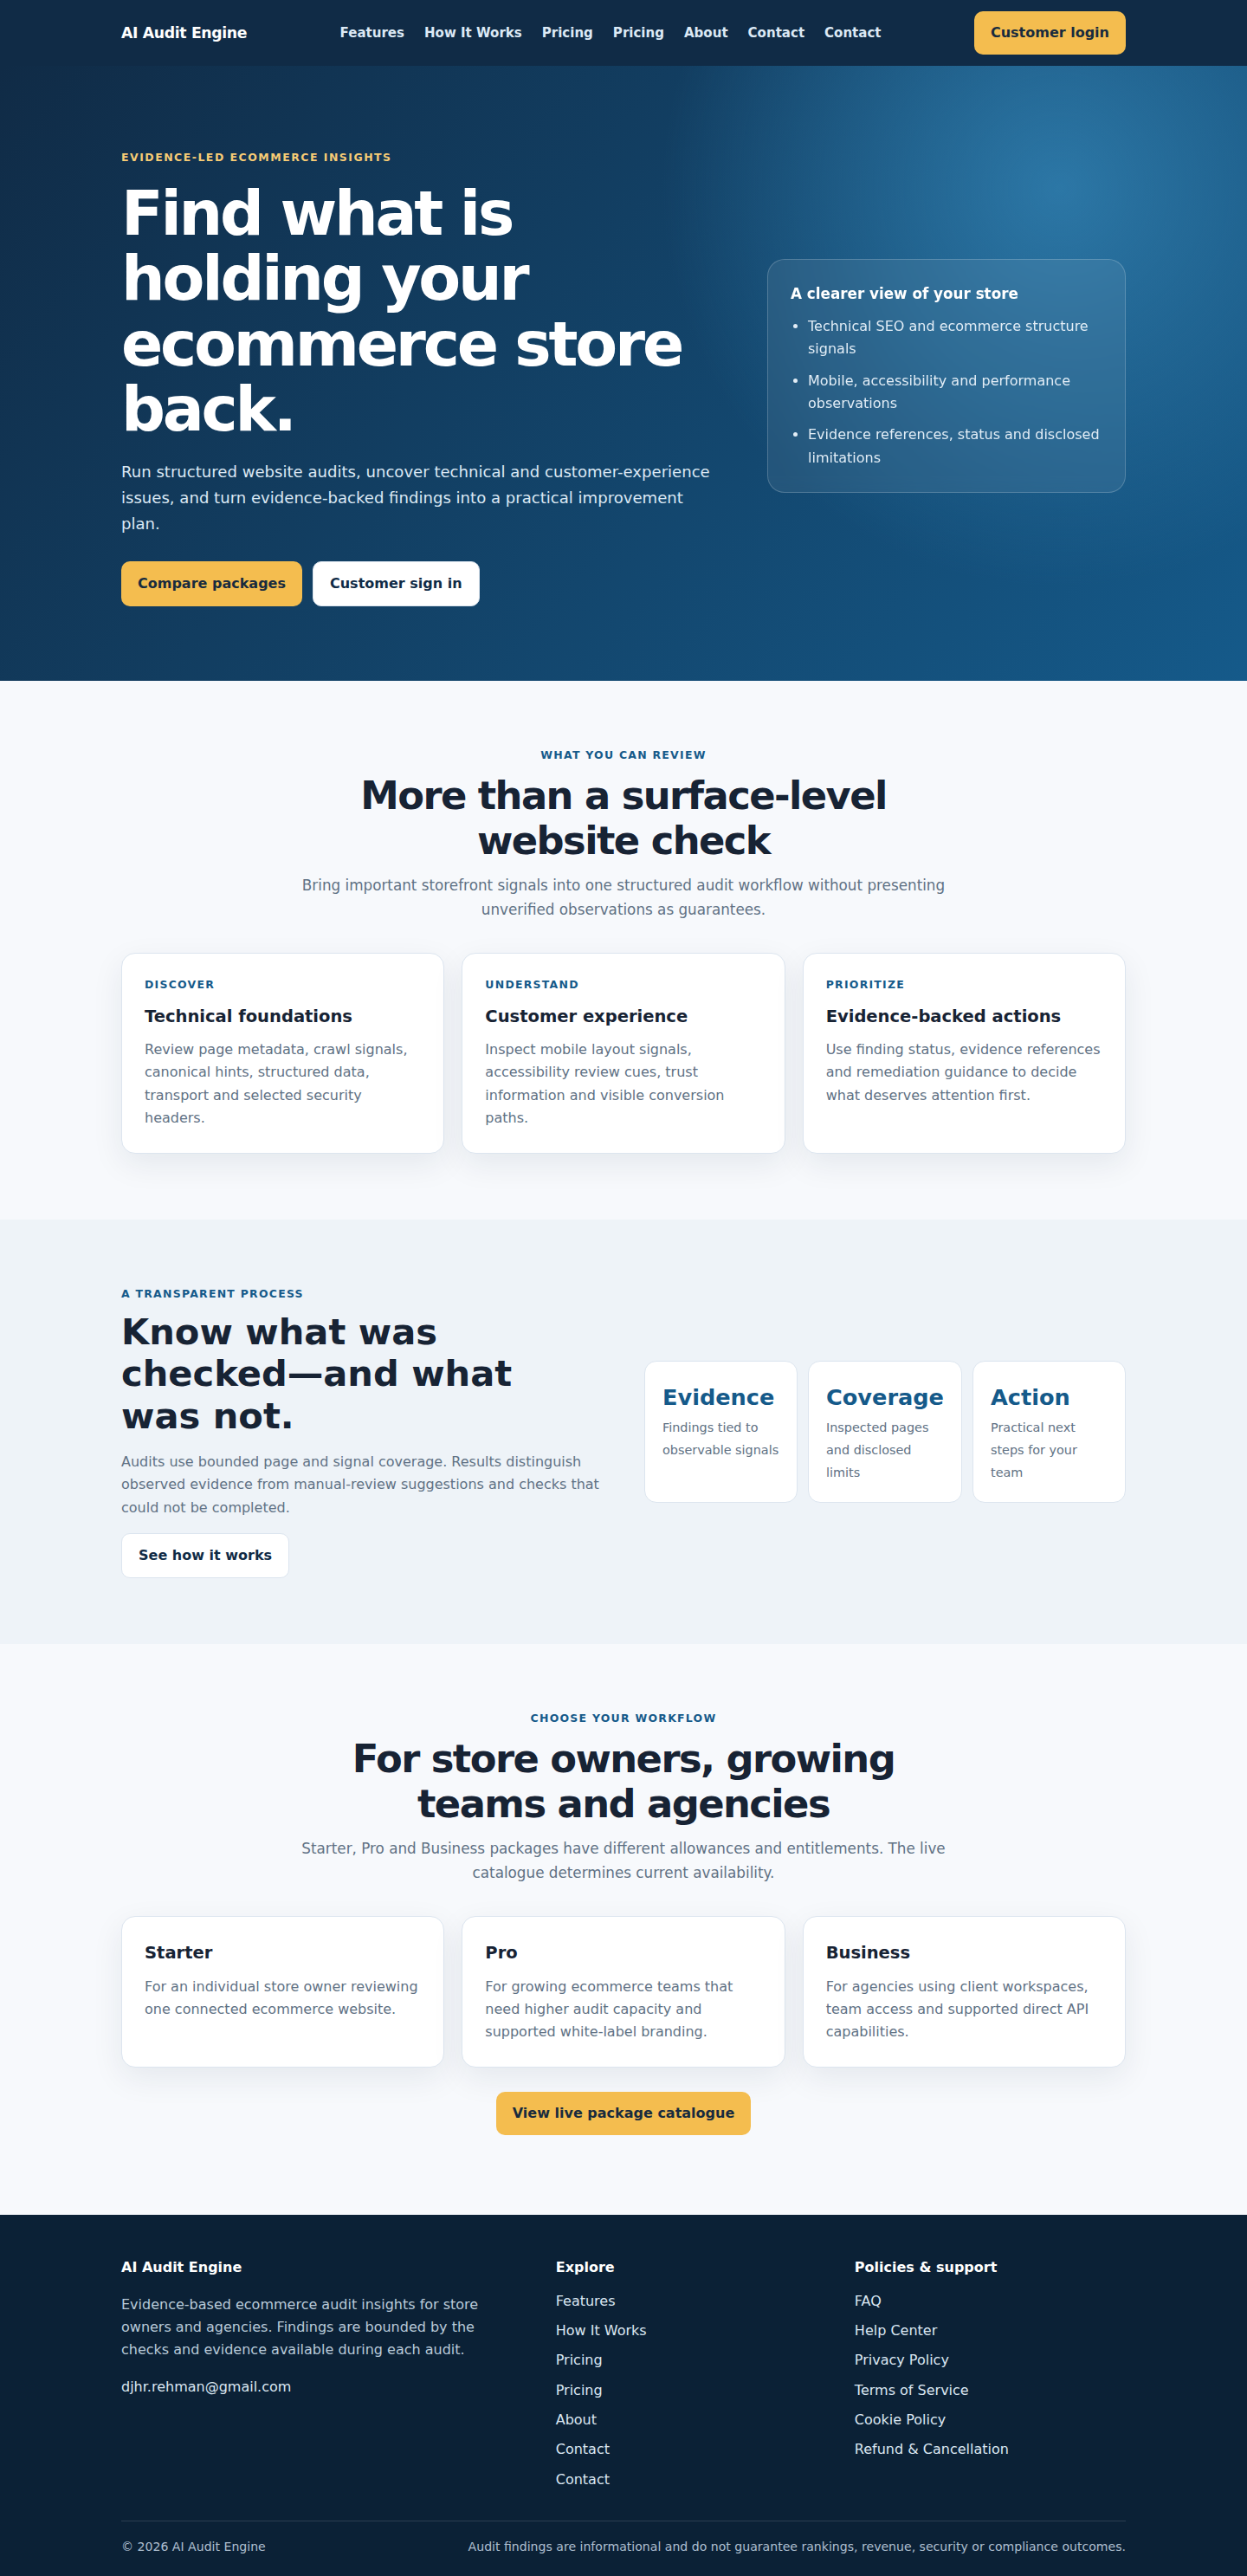 AI Audit Engine
Features
How It Works
Pricing
Pricing
About
Contact
Contact
Customer login
EVIDENCE-LED ECOMMERCE INSIGHTS
Find what is
holding your
ecommerce store
back.
Run structured website audits, uncover technical and customer-experience
issues, and turn evidence-backed findings into a practical improvement
plan.
Compare packages
Customer sign in
A clearer view of your store
• Technical SEO and ecommerce structure
signals
• Mobile, accessibility and performance
observations
• Evidence references, status and disclosed
limitations
WHAT YOU CAN REVIEW
More than a surface-level
website check
Bring important storefront signals into one structured audit workflow without presenting
unverified observations as guarantees.
DISCOVER
Technical foundations
Review page metadata, crawl signals,
canonical hints, structured data,
transport and selected security
headers.
UNDERSTAND
Customer experience
Inspect mobile layout signals,
accessibility review cues, trust
information and visible conversion
paths.
PRIORITIZE
Evidence-backed actions
Use finding status, evidence references
and remediation guidance to decide
what deserves attention first.
A TRANSPARENT PROCESS
Know what was
checked—and what
was not.
Audits use bounded page and signal coverage. Results distinguish
observed evidence from manual-review suggestions and checks that
could not be completed.
See how it works
Evidence
Findings tied to
observable signals
Coverage
Inspected pages
and disclosed
limits
Action
Practical next
steps for your
team
CHOOSE YOUR WORKFLOW
For store owners, growing
teams and agencies
Starter, Pro and Business packages have different allowances and entitlements. The live
catalogue determines current availability.
Starter
For an individual store owner reviewing
one connected ecommerce website.
Pro
For growing ecommerce teams that
need higher audit capacity and
supported white-label branding.
Business
For agencies using client workspaces,
team access and supported direct API
capabilities.
View live package catalogue
AI Audit Engine
Evidence-based ecommerce audit insights for store
owners and agencies. Findings are bounded by the
checks and evidence available during each audit.
djhr.rehman@gmail.com
Explore
Features
How It Works
Pricing
Pricing
About
Contact
Contact
Policies & support
FAQ
Help Center
Privacy Policy
Terms of Service
Cookie Policy
Refund & Cancellation
© 2026 AI Audit Engine
Audit findings are informational and do not guarantee rankings, revenue, security or compliance outcomes.